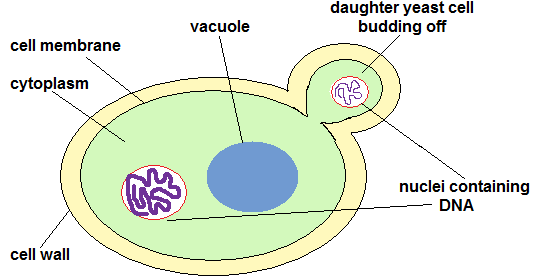 daughter yeast cell
budding off
vacuole
cell membrane
cytoplasm
nuclei containing
DNA
cell wall